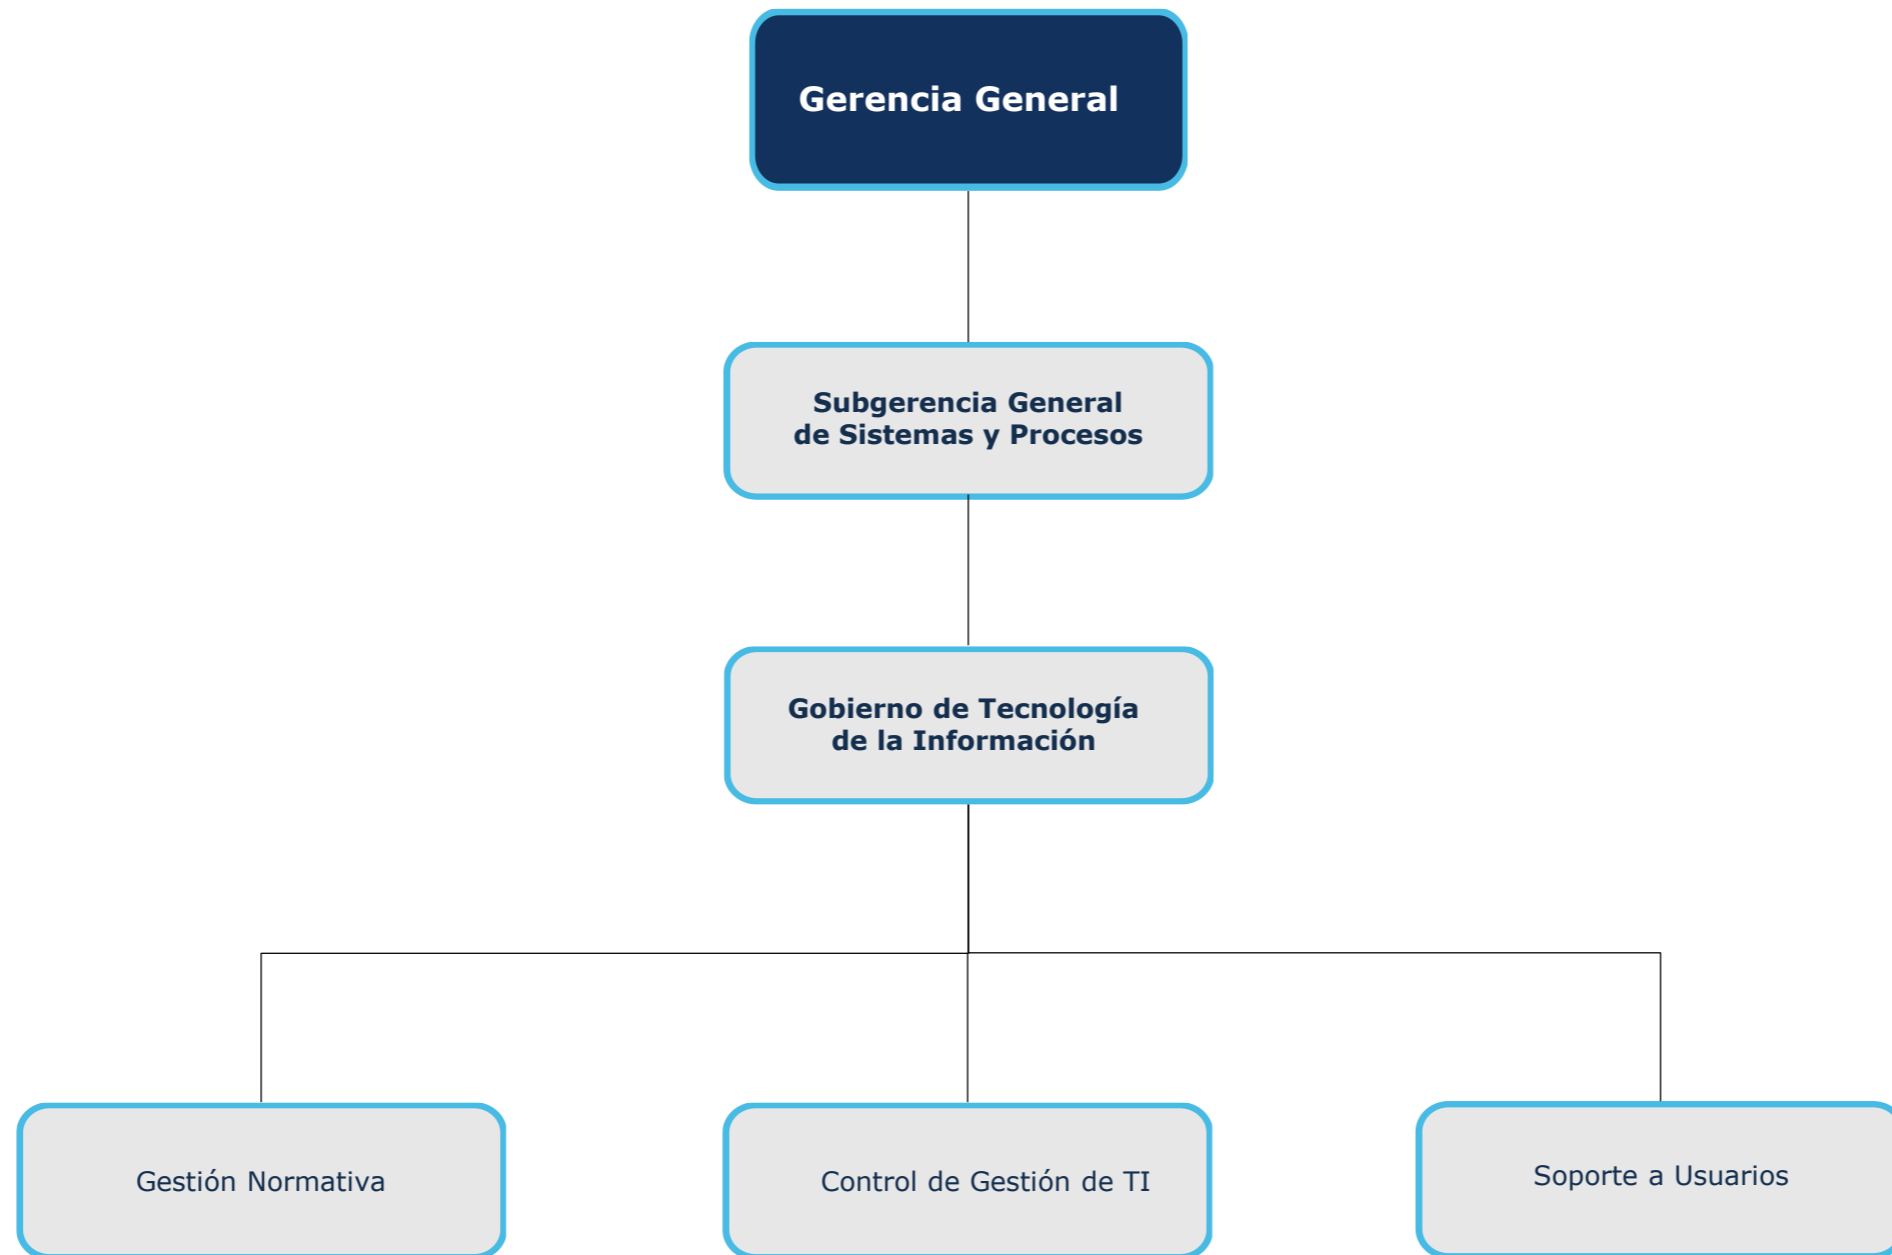 Gerencia General
Subgerencia General
de Sistemas y Procesos
Gobierno de Tecnología
de la Información
Gestión Normativa
Control de Gestión de TI
Soporte a Usuarios